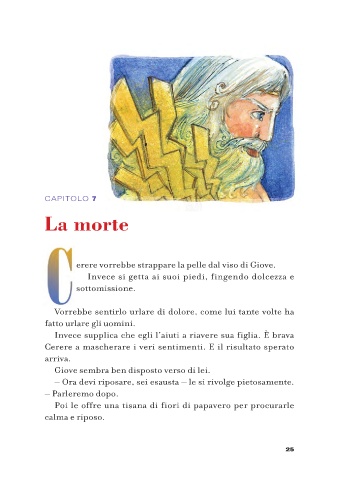 CAPITOLO 7
La morte
Cerere vorrebbe strappare la pelle dal viso di Giove.
Invece si getta ai suoi piedi, fingendo dolcezza e
sottomissione.
Vorrebbe sentirlo urlare di dolore, come lui tante volte ha
fatto urlare gli uomini.
Invece supplica che egli l'aiuti a riavere sua figlia. È brava
Cerere a mascherare i veri sentimenti. E il risultato sperato
arriva.
Giove sembra ben disposto verso di lei.
– Ora devi riposare, sei esausta – le si rivolge pietosamente.
– Parleremo dopo.
Poi le offre una tisana di fiori di papavero per procurarle
calma e riposo.
25